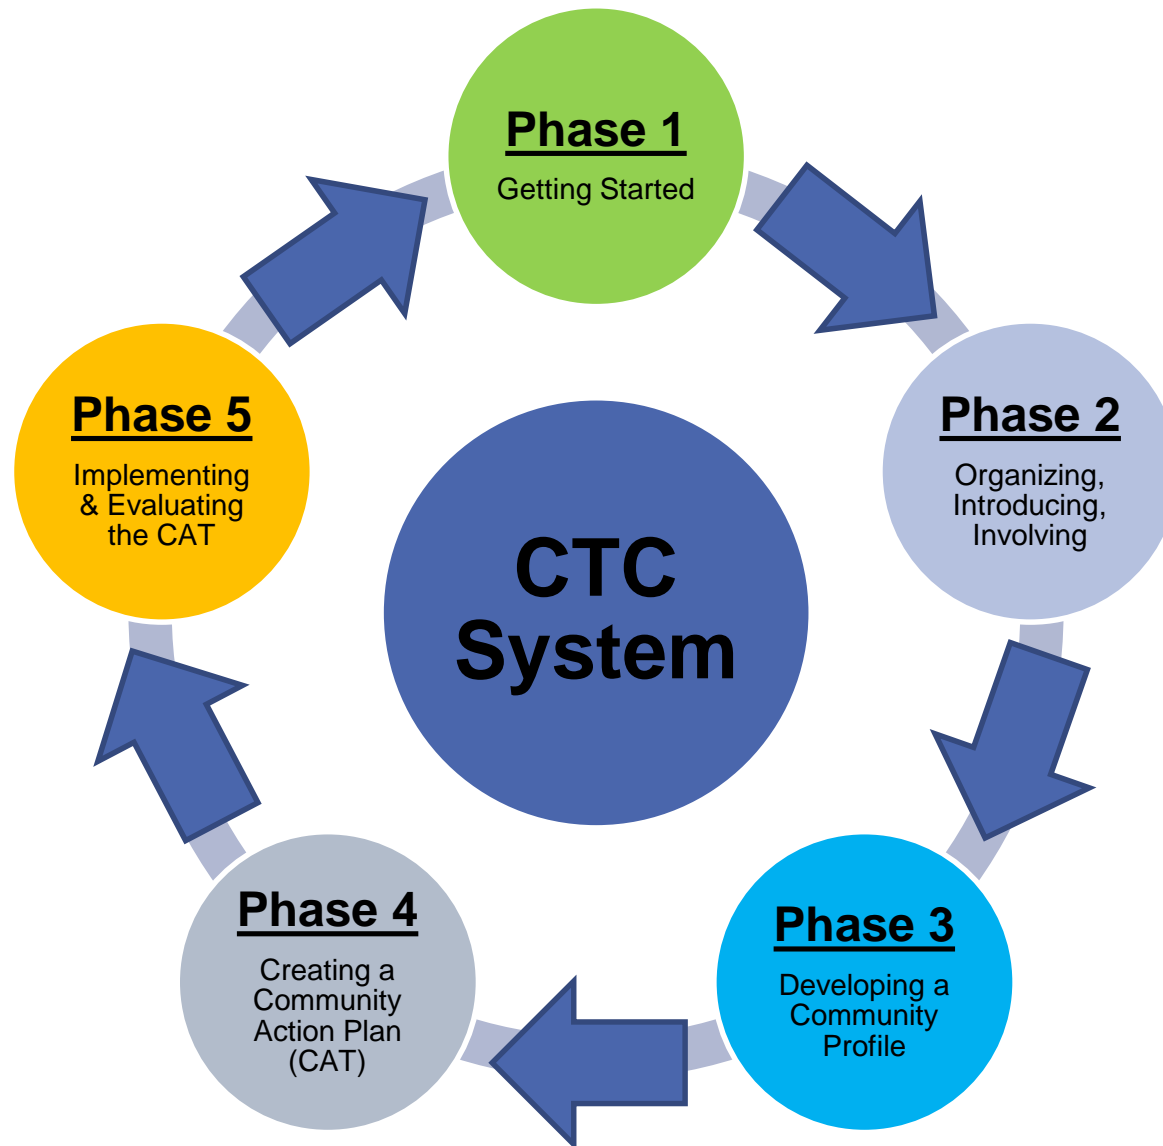 Phase 1
Getting Started
Phase 2
Organizing,
Introducing,
Involving
Phase 3
Developing a
Community
Profile
Phase 4
Creating a
Community
Action Plan
(CAT)
Phase 5
Implementing
& Evaluating
the CAT
CTC
System